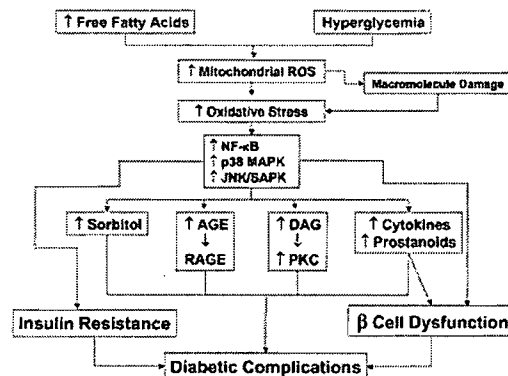 ↑ Free Fatty Acids
Hyperglycemia
↑ Mitochondrial ROS
Macromolecule Damage
↑ Oxidative Stress
↑ NF-κB
↑ p38 MAPK
↑ JNK/SAPK
↑ Sorbitol
↑ AGE
↓
RAGE
↑ DAG
↓
↑ PKC
↑ Cytokines
↑ Prostanoids
Insulin Resistance
β Cell Dysfunction
Diabetic Complications